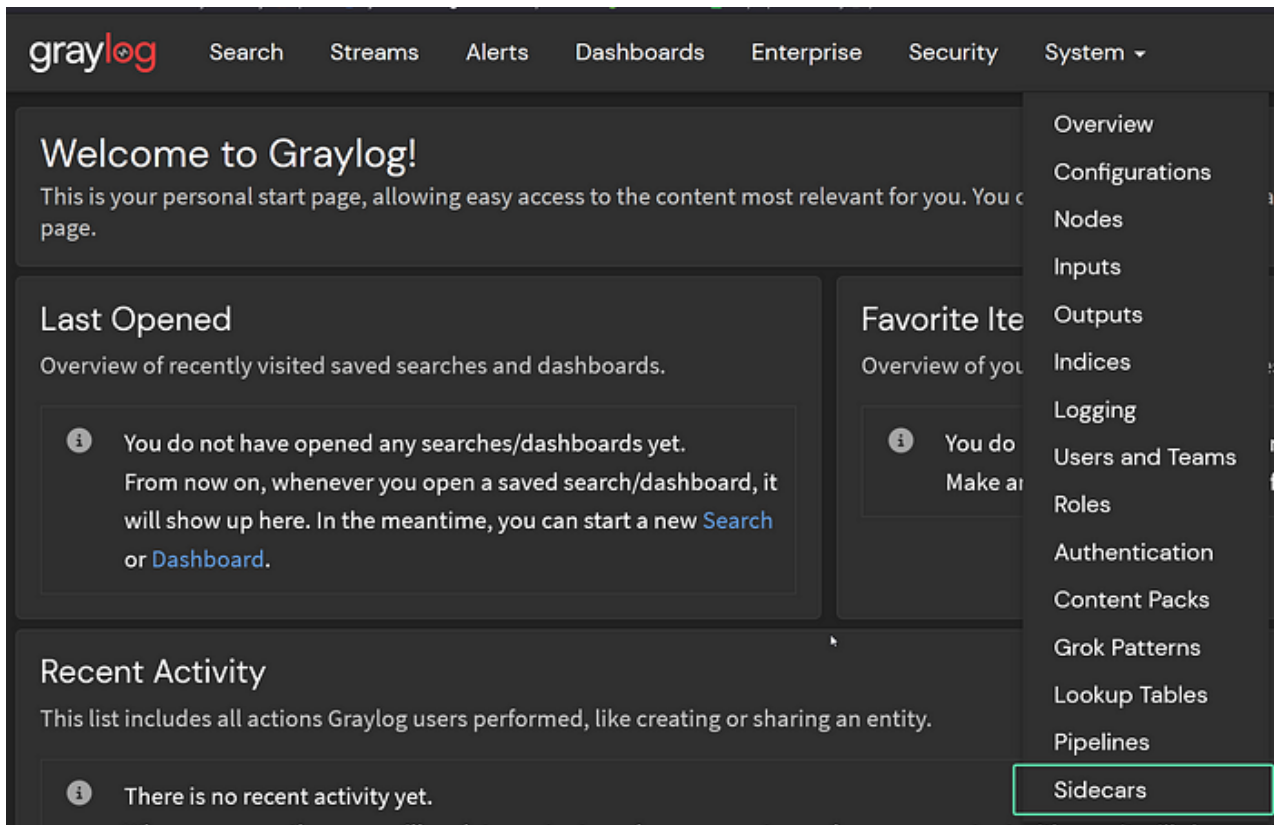 graylog Search Streams Alerts Dashboards Enterprise Security System
Welcome to Graylog!
This is your personal start page, allowing easy access to the content most relevant for you. You
page.
Last Opened
Overview of recently visited saved searches and dashboards.
You do not have opened any searches/dashboards yet.
From now on, whenever you open a saved search/dashboard, it
will show up here. In the meantime, you can start a new Search
or Dashboard.
Favorite Ite
Overview of you
You do
Make
Recent Activity
This list includes all actions Graylog users performed, like creating or sharing an entity.
There is no recent activity yet.
Overview
Configurations
Nodes
Inputs
Outputs
Indices
Logging
Users and Teams
Roles
Authentication
Content Packs
Grok Patterns
Lookup Tables
Pipelines
Sidecars